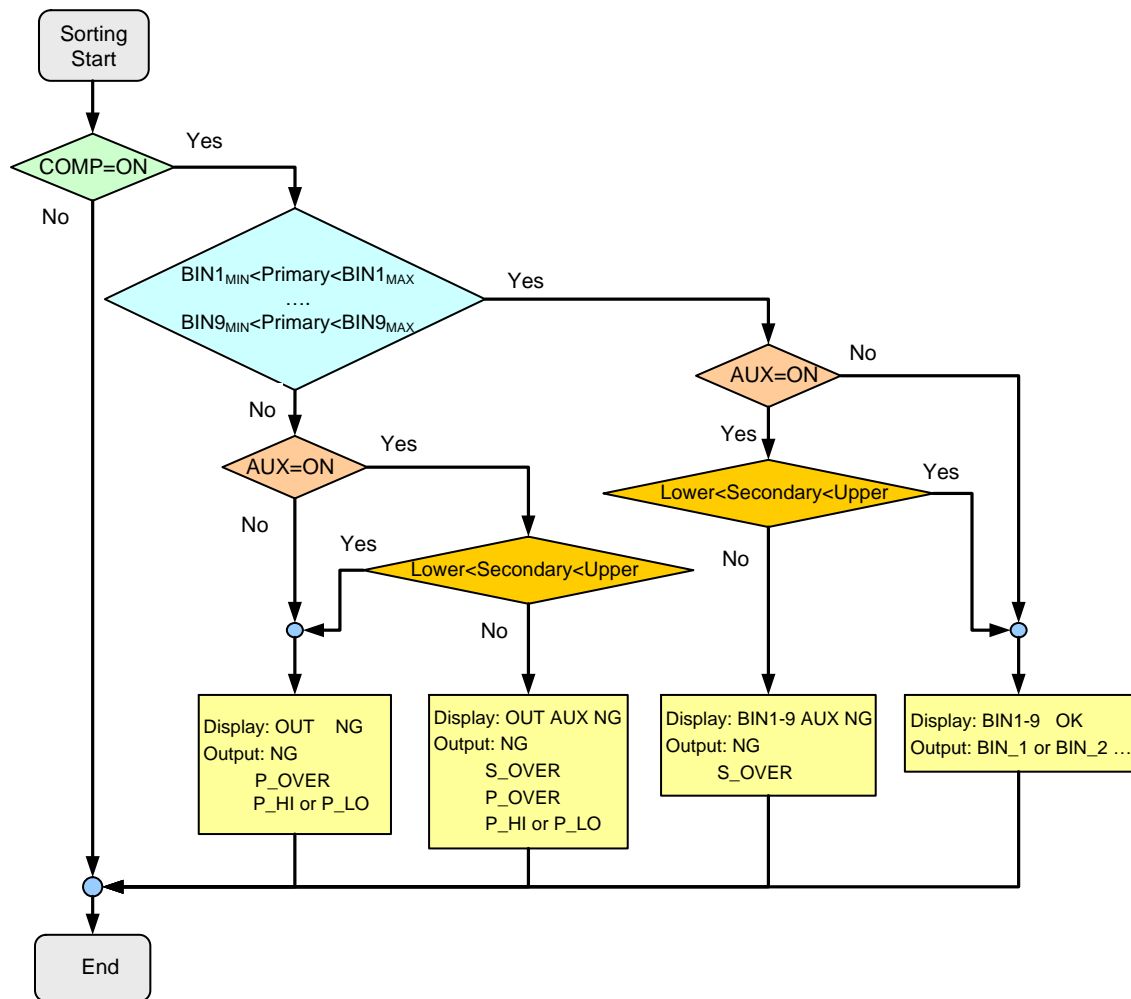 Sorting
Start
COMP=ON
Yes
No
BIN1MIN<Primary<BIN1MAX
....
BIN9MIN<Primary<BIN9MAX
Yes
No
AUX=ON
No
Yes
AUX=ON
Yes
No
Lower<Secondary<Upper
Yes
No
Lower<Secondary<Upper
Yes
No
Display: OUT NG
Output: NG
P_OVER
P_HI or P_LO
Display: OUT AUX NG
Output: NG
S_OVER
P_OVER
P_HI or P_LO
Display: BIN1-9 AUX NG
Output: NG
S_OVER
Display: BIN1-9 OK
Output: BIN_1 or BIN_2 ...
End